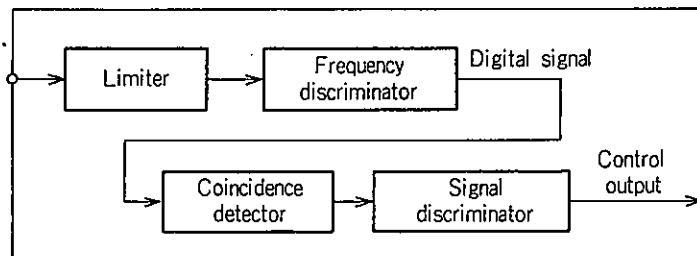 Limiter
Frequency
discriminator
Digital signal
Coincidence
detector
Signal
discriminator
Control
output